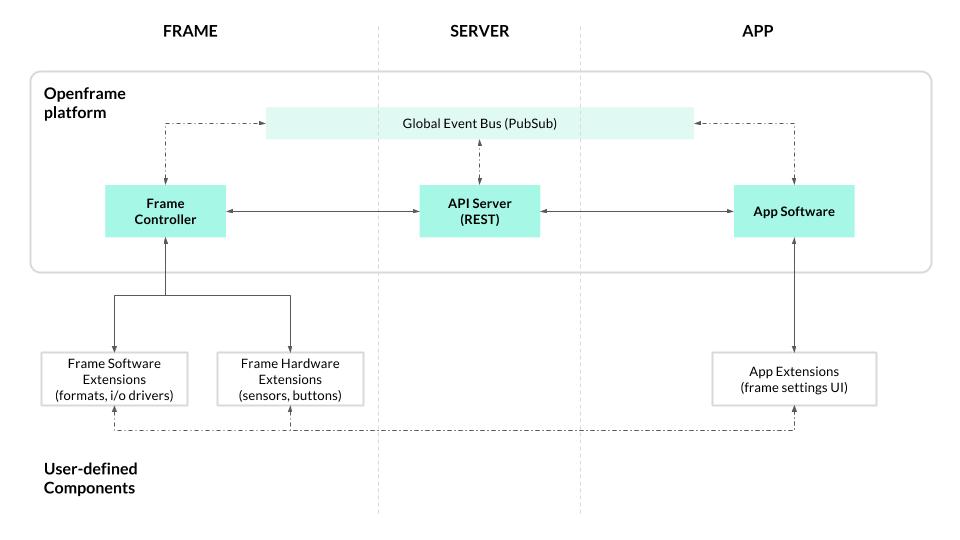 FRAME
SERVER
APP
Openframe
platform
Global Event Bus (PubSub)
Frame
Controller
API Server
(REST)
App Software
Frame Software
Extensions
(formats, i/o drivers)
Frame Hardware
Extensions
(sensors, buttons)
App Extensions
(frame settings UI)
User-defined
Components